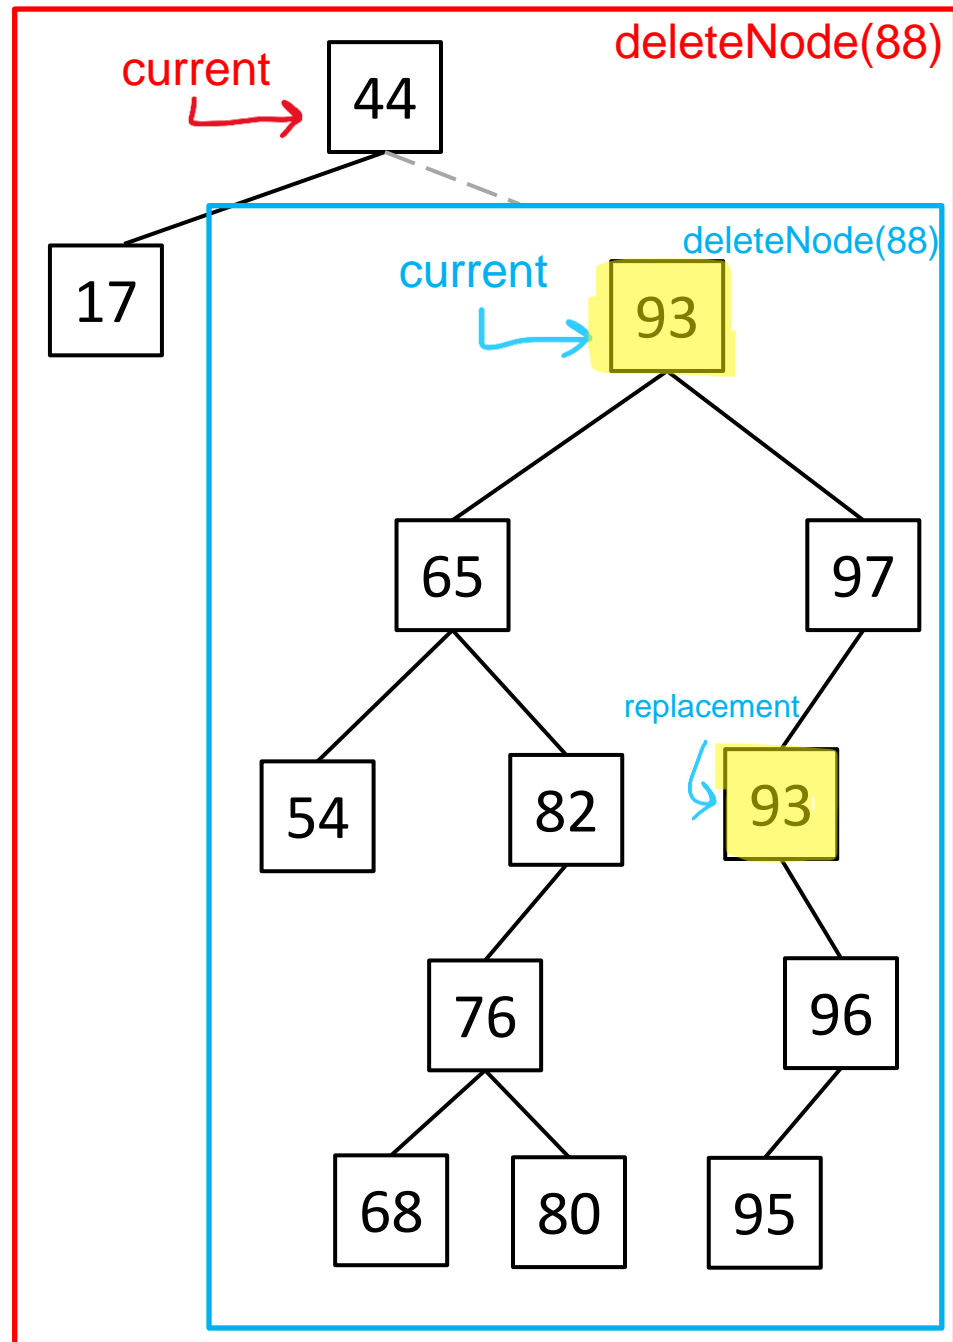 deleteNode(88)
current
44
deleteNode(88)
current
17
93
65
97
replacement
54
82
93
76
96
68
80
95